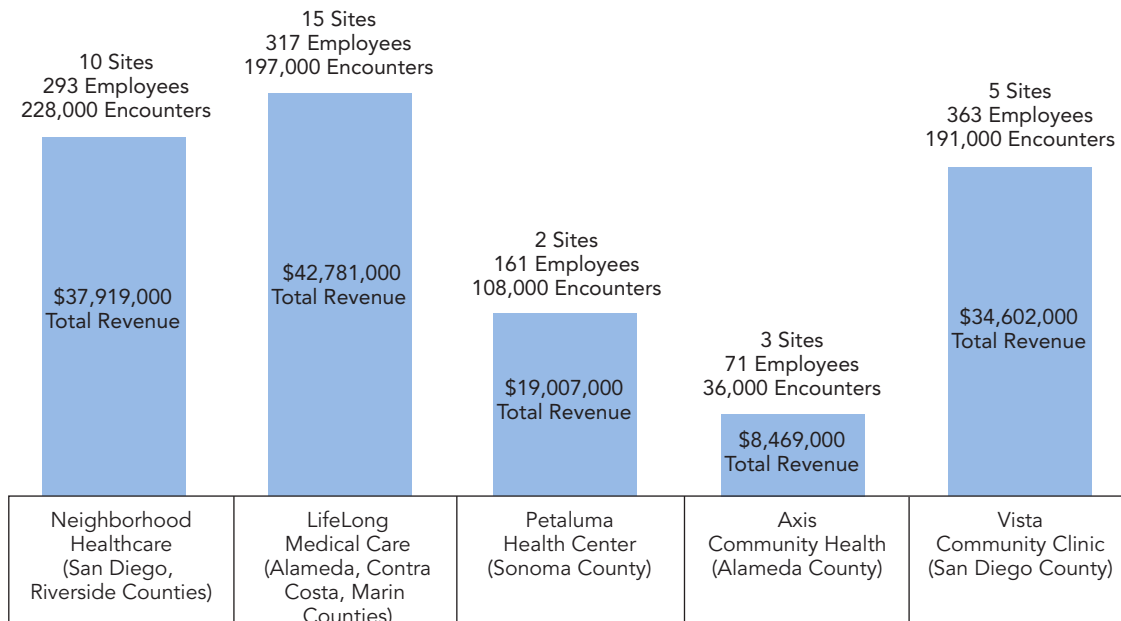 10 Sites
293 Employees
228,000 Encounters
15 Sites
317 Employees
197,000 Encounters
2 Sites
161 Employees
108,000 Encounters
3 Sites
71 Employees
36,000 Encounters
5 Sites
363 Employees
191,000 Encounters
$37,919,000
Total Revenue
$42,781,000
Total Revenue
$19,007,000
Total Revenue
$8,469,000
Total Revenue
$34,602,000
Total Revenue
Neighborhood
Healthcare
(San Diego,
Riverside Counties)
LifeLong
Medical Care
(Alameda, Contra
Costa, Marin
Counties)
Petaluma
Health Center
(Sonoma County)
Axis
Community Health
(Alameda County)
Vista
Community Clinic
(San Diego County)